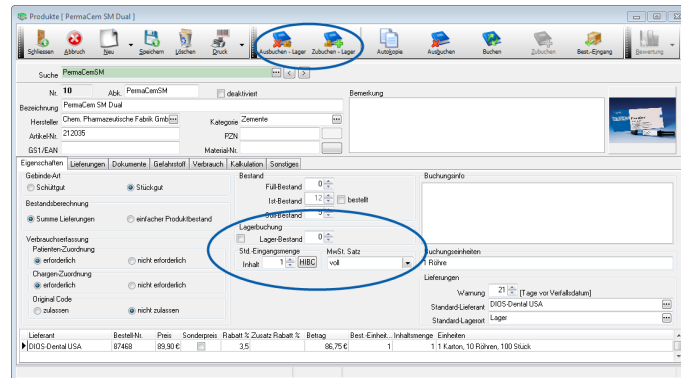 Produkte [ PermaCem SM Dual ]
Schliessen Abbruch Neu Speichern Löschen Druck Ausbuchen - Lager Zubuchen - Lager Autokopie Ausbuchen Buchen Zubuchen Best.-Eingang Bewertung
Suche PermaCemSM
Nr. 10 Abk. PermaCemSM deaktiviert Bemerkung
Bezeichnung PermaCem SM Dual
Hersteller Chem. Pharmazeutische Fabrik Gmb Kategorie Zemente
Artikel-Nr. 212035 PZN
GS1/EAN Material-Nr.
Eigenschaften Lieferungen Dokumente Gefahrstoff Verbrauch Kalkulation Sonstiges
Gebinde-Art Bestand Buchungsinfo
Schüttgut Stückgut Füll-Bestand 0
Bestandsberechnung Ist-Bestand 12 bestellt
Summe Lieferungen einfacher Produktbestand Soll-Bestand 5
Lagerbuchung
Lager-Bestand 0
Verbrauchserfassung Std.-Eingangsmenge MwSt. Satz Buchungseinheiten
Patienten-Zuordnung Inhalt 1 HIBC voll 1 Röhre
erforderlich nicht erforderlich
Chargen-Zuordnung Lieferungen
erforderlich nicht erforderlich Warnung 21 [Tage vor Verfallsdatum]
Original Code Standard-Lieferant DIOS-Dental USA
zulassen nicht zulassen Standard-Lagerort Lager
Lieferant Bestell-Nr. Preis Sonderpreis Rabatt % Zusatz Rabatt % Betrag Best.-Einheit... Inhaltsmenge Einheiten
DIOS-Dental USA 87468 89,90 € 3,5 86,75 € 1 1 1 Karton, 10 Röhren, 100 Stück